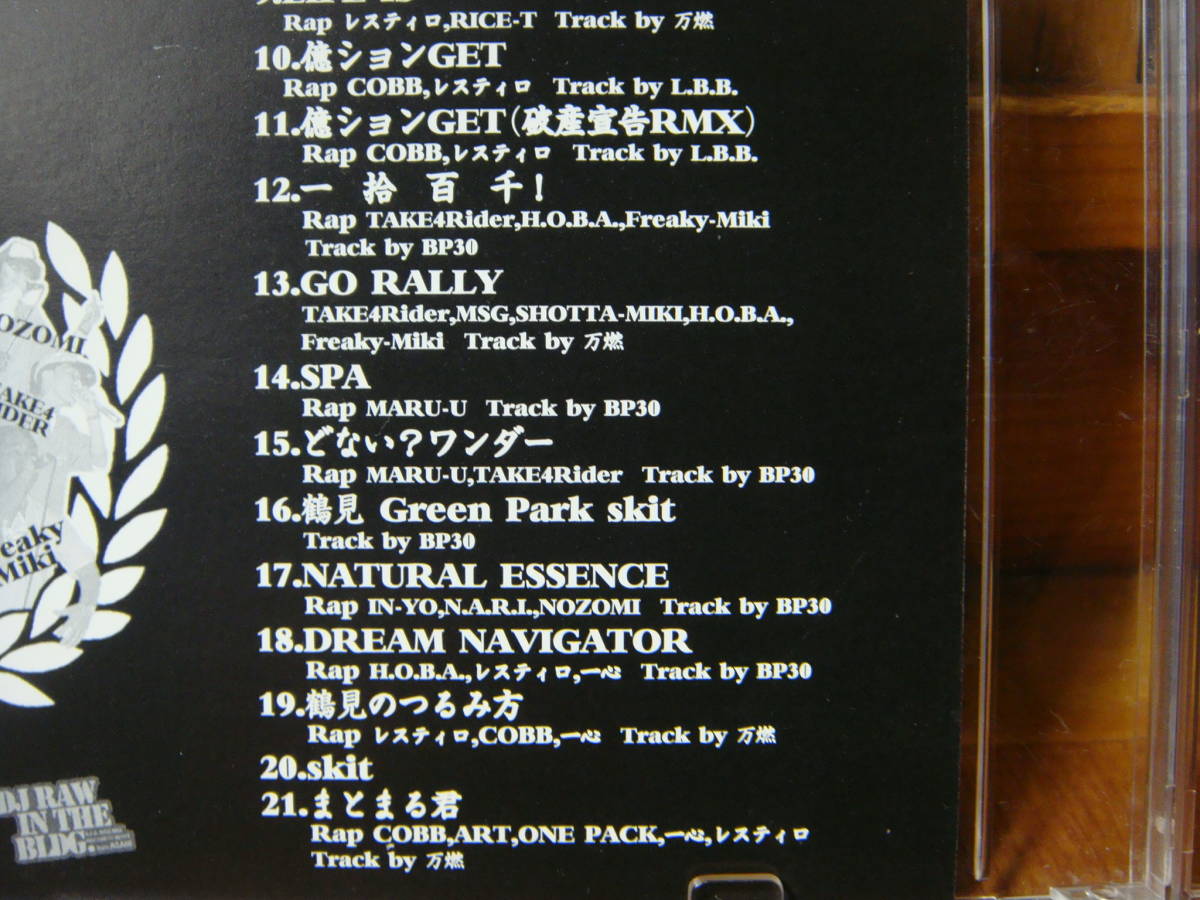 Rap レスティロ,RICE-T Track by 万燃
10.億ションGET
Rap COBB,レスティロ Track by L.B.B.
11.億ションGET(破産宣告RMX)
Rap COBB,レスティロ Track by L.B.B.
12.一 拾 百 千!
Rap TAKE4Rider,H.O.B.A.,Freaky-Miki
Track by BP30
13.GO RALLY
TAKE4Rider,MSG,SHOTTA-MIKI,H.O.B.A.,
Freaky-Miki Track by 万燃
14.SPA
Rap MARU-U Track by BP30
15.どない?ワンダー
Rap MARU-U,TAKE4Rider Track by BP30
16.鶴見 Green Park skit
Track by BP30
17.NATURAL ESSENCE
Rap IN-YO,N.A.R.I.,NOZOMI Track by BP30
18.DREAM NAVIGATOR
Rap H.O.B.A.,レスティロ,一心 Track by BP30
19.鶴見のつるみ方
Rap レスティロ,COBB,一心 Track by 万燃
20.skit
21.まとまる君
Rap COBB,ART,ONE PACK,一心,レスティロ
Track by 万燃
OZOMI
TAKE4
RIDER
reaky
Miki
DJ RAW
IN THE
BLDG